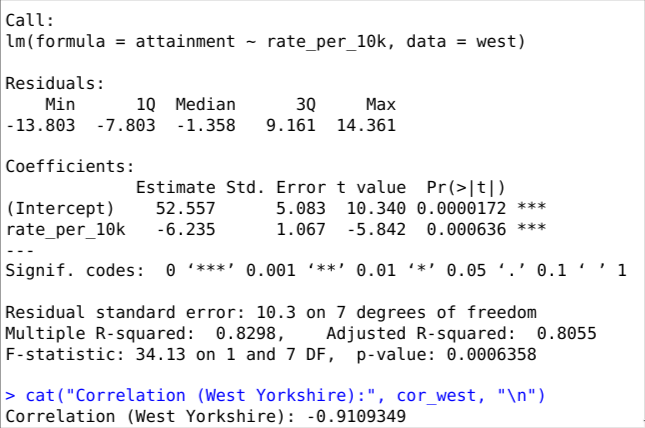 Call:
lm(formula = attainment ~ rate_per_10k, data = west)
Residuals:
    Min      1Q  Median      3Q     Max
-13.803  -7.803  -1.358   9.161  14.361
Coefficients:
             Estimate Std. Error t value  Pr(>|t|)
(Intercept)    52.557      5.083  10.340 0.0000172 ***
rate_per_10k   -6.235      1.067  -5.842  0.000636 ***
---
Signif. codes:  0 ‘***’ 0.001 ‘**’ 0.01 ‘*’ 0.05 ‘.’ 0.1 ‘ ’ 1
Residual standard error: 10.3 on 7 degrees of freedom
Multiple R-squared:  0.8298,    Adjusted R-squared:  0.8055
F-statistic: 34.13 on 1 and 7 DF,  p-value: 0.0006358
> cat("Correlation (West Yorkshire):", cor_west, "\n")
Correlation (West Yorkshire): -0.9109349